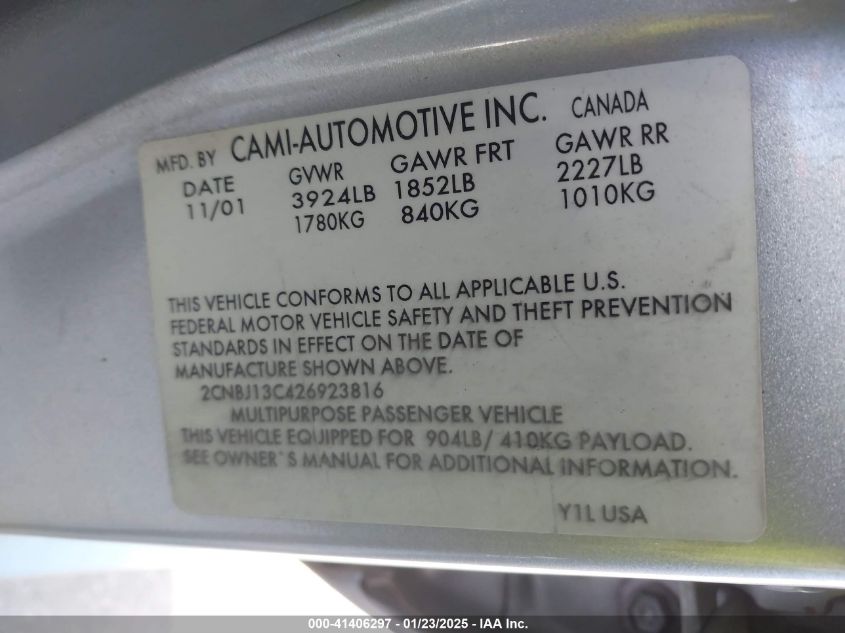 MFD. BY CAMI-AUTOMOTIVE INC. CANADA
DATE GVWR GAWR FRT GAWR RR
11/01 3924LB 1852LB 2227LB
1780KG 840KG 1010KG
THIS VEHICLE CONFORMS TO ALL APPLICABLE U.S.
FEDERAL MOTOR VEHICLE SAFETY AND THEFT PREVENTION
STANDARDS IN EFFECT ON THE DATE OF
MANUFACTURE SHOWN ABOVE.
2CNBJ13C426923816
MULTIPURPOSE PASSENGER VEHICLE
THIS VEHICLE EQUIPPED FOR 904LB/ 410KG PAYLOAD.
SEE OWNER'S MANUAL FOR ADDITIONAL INFORMATION.
Y1L USA
000-41406297 - 01/23/2025 - IAA Inc.